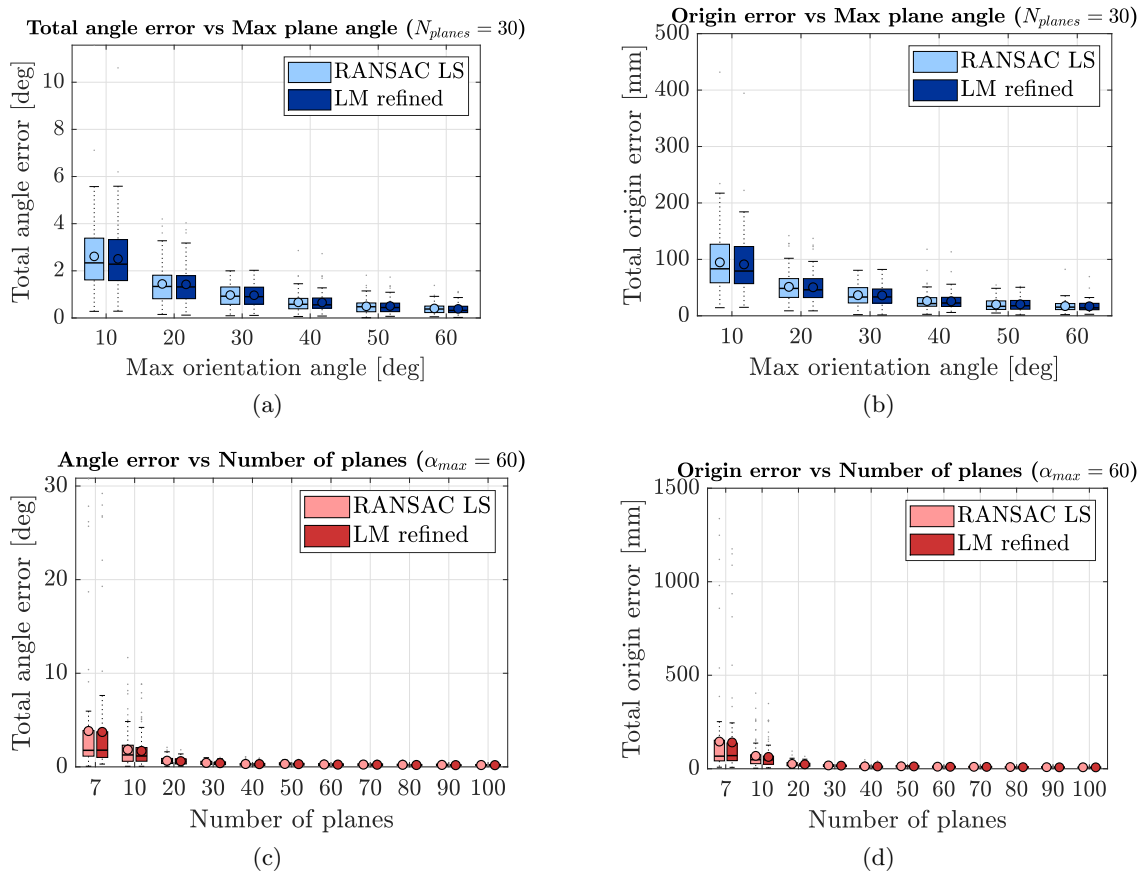 Total angle error vs Max plane angle (N_planes = 30)
Total angle error [deg]
10
8
6
4
2
0
RANSAC LS
LM refined
10 20 30 40 50 60
Max orientation angle [deg]
(a)
Origin error vs Max plane angle (N_planes = 30)
Total origin error [mm]
500
400
300
200
100
0
RANSAC LS
LM refined
10 20 30 40 50 60
Max orientation angle [deg]
(b)
Angle error vs Number of planes (α_max = 60)
Total angle error [deg]
30
20
10
0
RANSAC LS
LM refined
7 10 20 30 40 50 60 70 80 90 100
Number of planes
(c)
Origin error vs Number of planes (α_max = 60)
Total origin error [mm]
1500
1000
500
0
RANSAC LS
LM refined
7 10 20 30 40 50 60 70 80 90 100
Number of planes
(d)